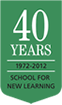 40
YEARS
1972-2012
SCHOOL FOR
NEW LEARNING